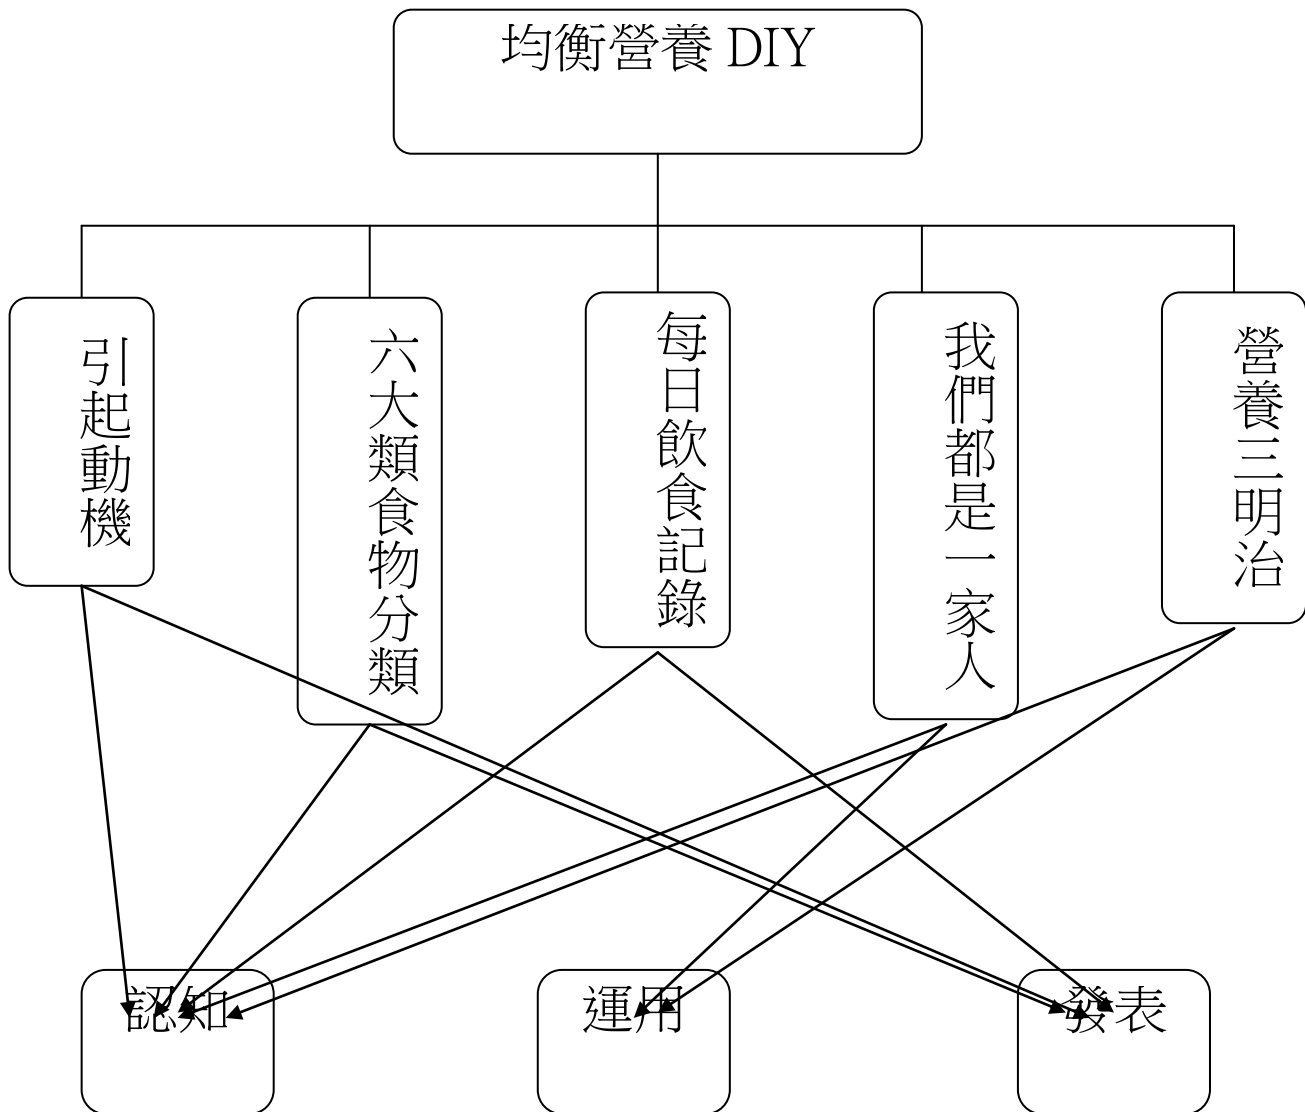 均衡營養 DIY
引起動機
六大類食物分類
每日飲食記錄
我們都是一家人
營養三明治
認知
運用
發表